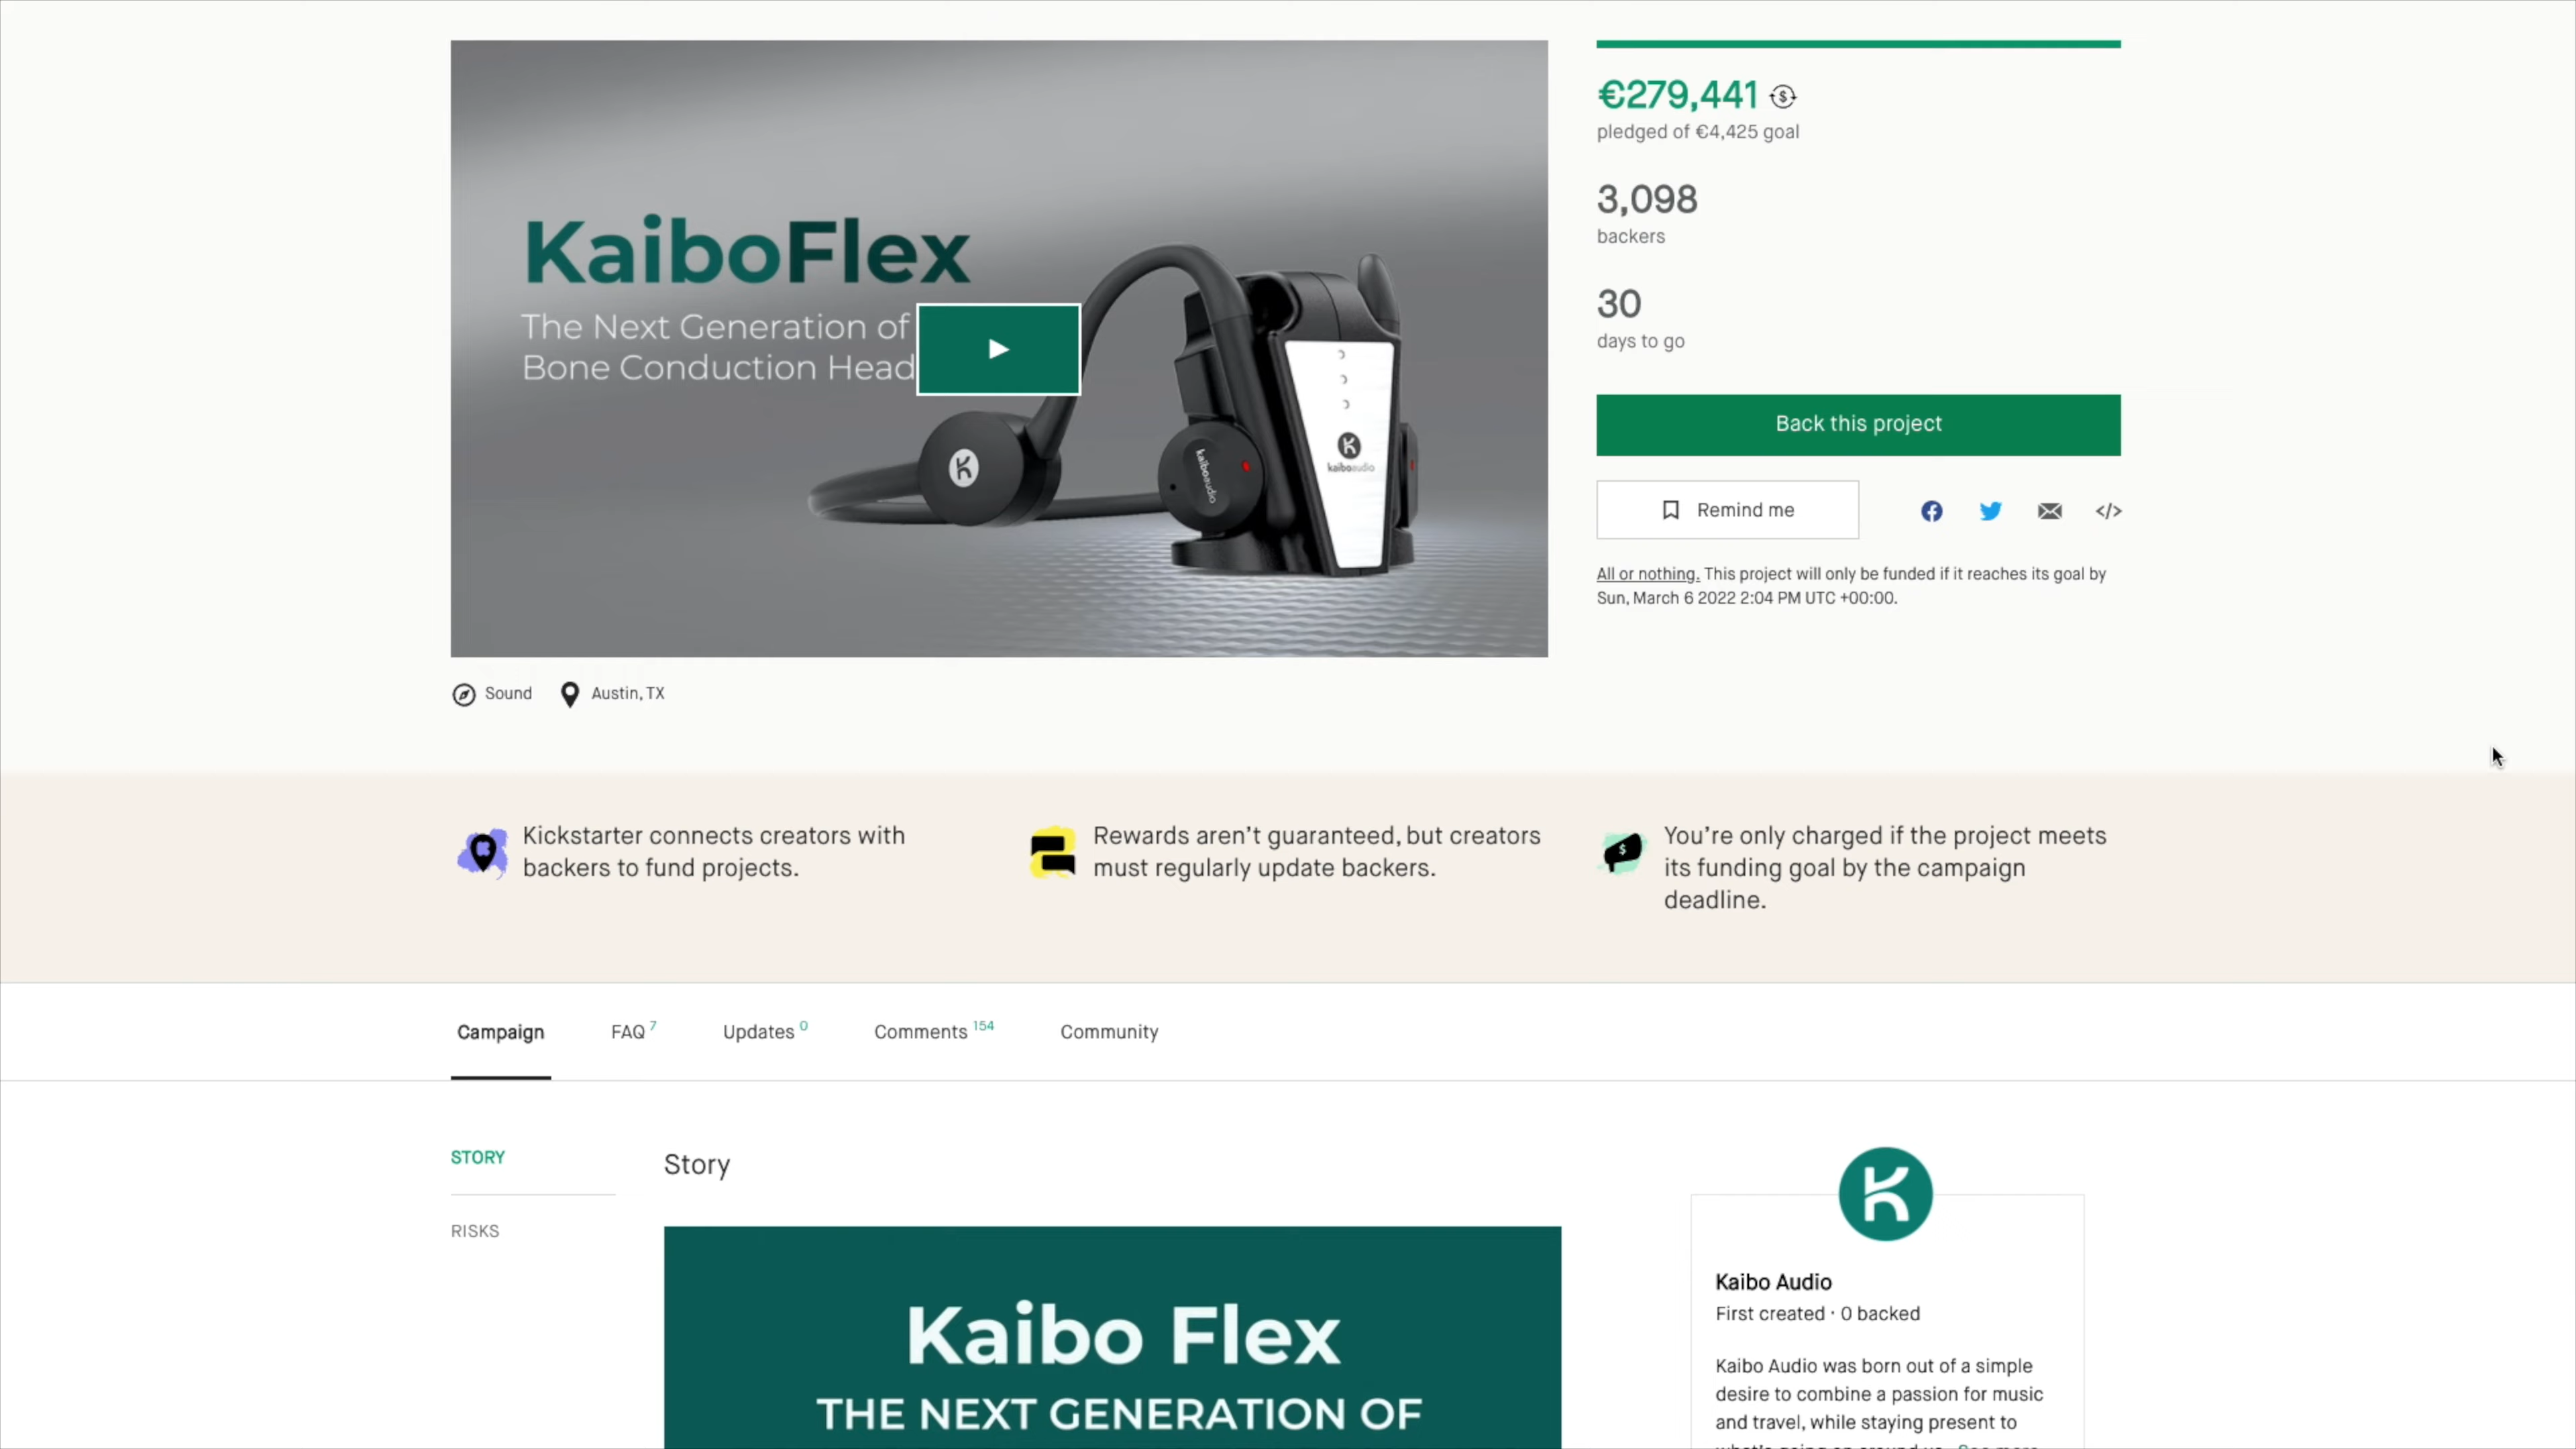 KaiboFlex
The Next Generation of
Bone Conduction Head
kaiboaudio
kaiboaudio
€279,441
pledged of €4,425 goal
3,098
backers
30
days to go
Back this project
Remind me
All or nothing. This project will only be funded if it reaches its goal by
Sun, March 6 2022 2:04 PM UTC +00:00.
Sound
Austin, TX
Kickstarter connects creators with
backers to fund projects.
Rewards aren’t guaranteed, but creators
must regularly update backers.
You’re only charged if the project meets
its funding goal by the campaign
deadline.
Campaign
FAQ 7
Updates 0
Comments 154
Community
STORY
RISKS
Story
Kaibo Flex
THE NEXT GENERATION OF
Kaibo Audio
First created · 0 backed
Kaibo Audio was born out of a simple
desire to combine a passion for music
and travel, while staying present to